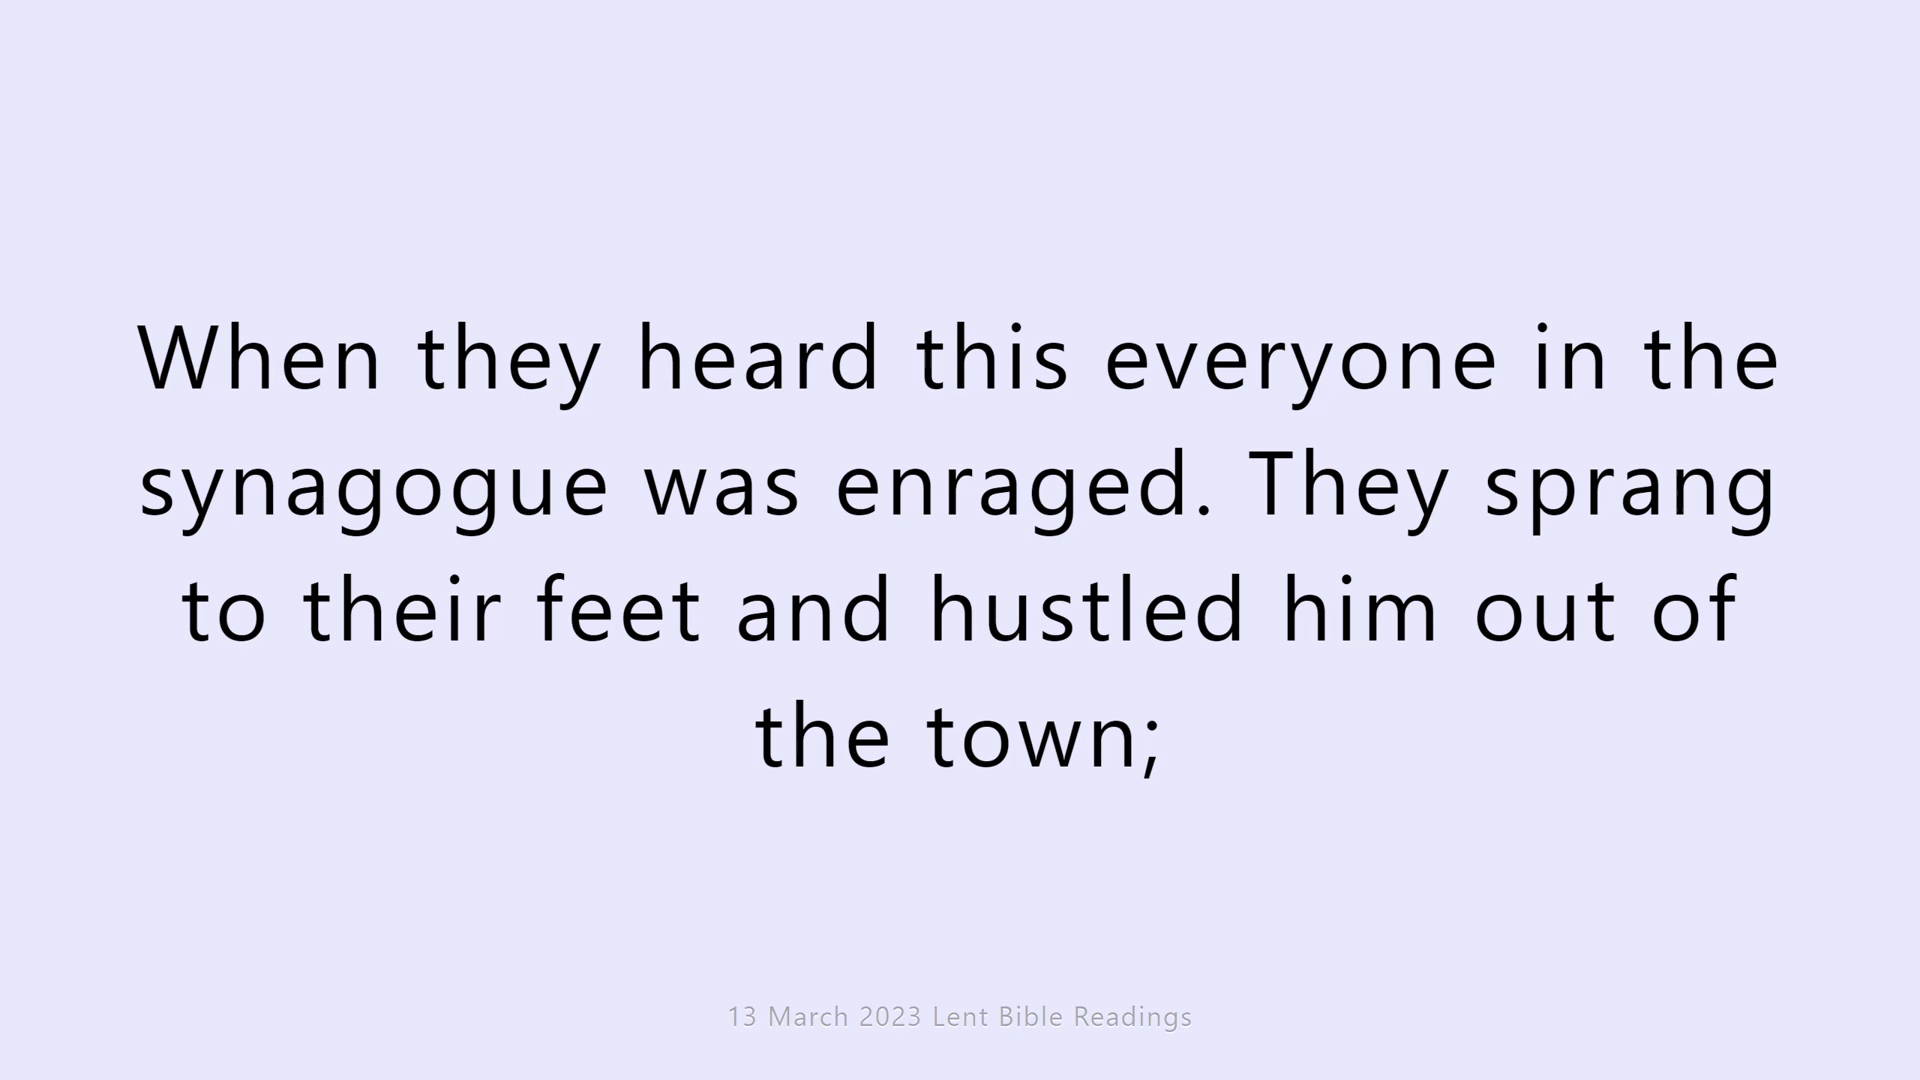 When they heard this everyone in the
synagogue was enraged. They sprang
to their feet and hustled him out of
the town;
13 March 2023 Lent Bible Readings